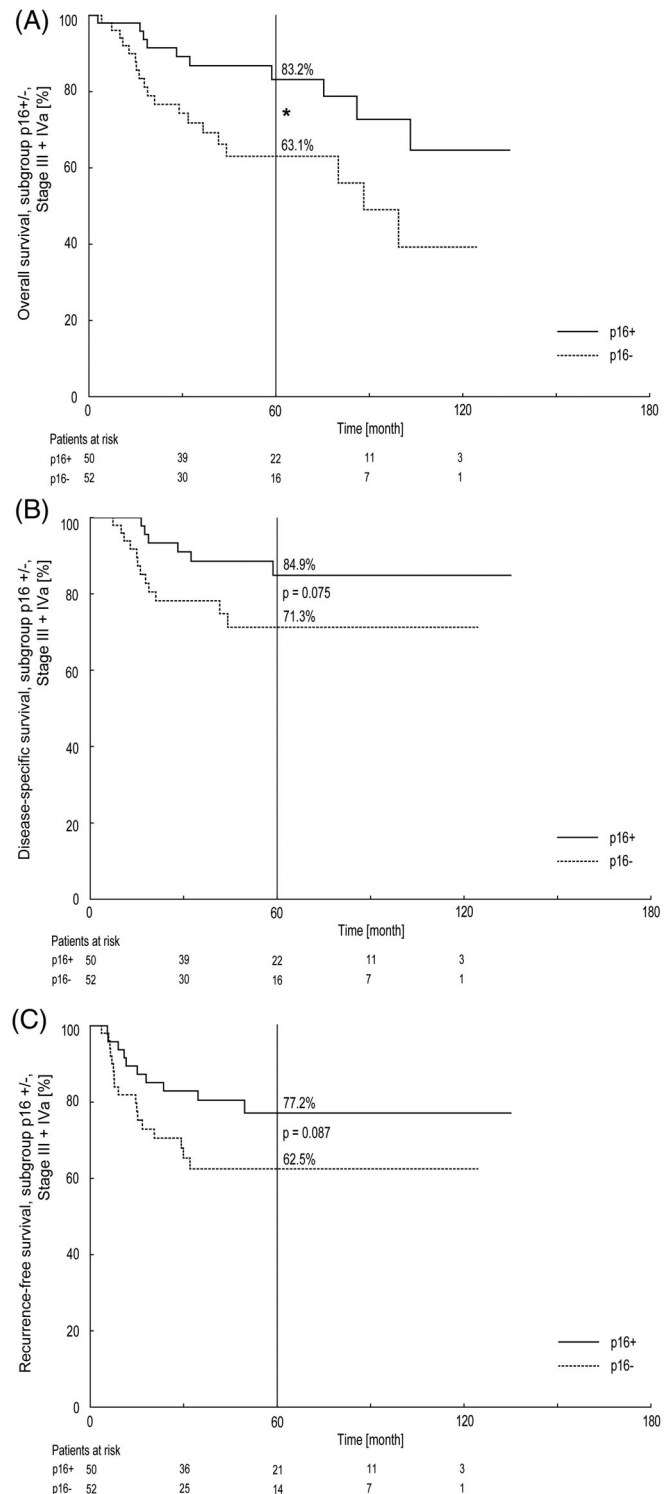 (A)
Overall survival, subgroup p16+/-,
Stage III + IVa [%]
100
80
60
40
20
0
83.2%
*
63.1%
p16+
p16-
0 60 120 180
Time [month]
Patients at risk
p16+ 50 39 22 11 3
p16- 52 30 16 7 1
(B)
Disease-specific survival, subgroup p16 +/-,
Stage III + IVa [%]
100
80
60
40
20
0
84.9%
p = 0.075
71.3%
p16+
p16-
0 60 120 180
Time [month]
Patients at risk
p16+ 50 39 22 11 3
p16- 52 30 16 7 1
(C)
Recurrence-free survival, subgroup p16 +/-,
Stage III + IVa [%]
100
80
60
40
20
0
77.2%
p = 0.087
62.5%
p16+
p16-
0 60 120 180
Time [month]
Patients at risk
p16+ 50 36 21 11 3
p16- 52 25 14 7 1